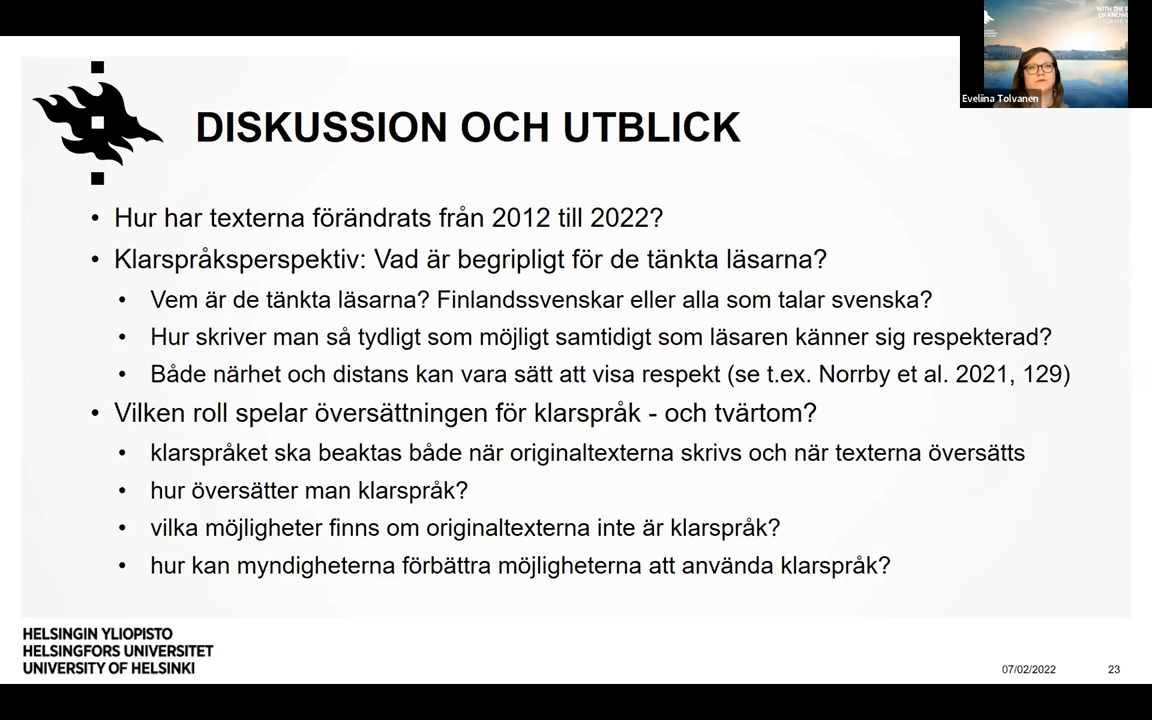 WITH THE P
OF KNOW
Eveliina Tolvanen
DISKUSSION OCH UTBLICK
• Hur har texterna förändrats från 2012 till 2022?
• Klarspråksperspektiv: Vad är begripligt för de tänkta läsarna?
• Vem är de tänkta läsarna? Finlandssvenskar eller alla som talar svenska?
• Hur skriver man så tydligt som möjligt samtidigt som läsaren känner sig respekterad?
• Både närhet och distans kan vara sätt att visa respekt (se t.ex. Norrby et al. 2021, 129)
• Vilken roll spelar översättningen för klarspråk - och tvärtom?
• klarspråket ska beaktas både när originaltexterna skrivs och när texterna översätts
• hur översätter man klarspråk?
• vilka möjligheter finns om originaltexterna inte är klarspråk?
• hur kan myndigheterna förbättra möjligheterna att använda klarspråk?
HELSINGIN YLIOPISTO
HELSINGFORS UNIVERSITET
UNIVERSITY OF HELSINKI
07/02/2022
23